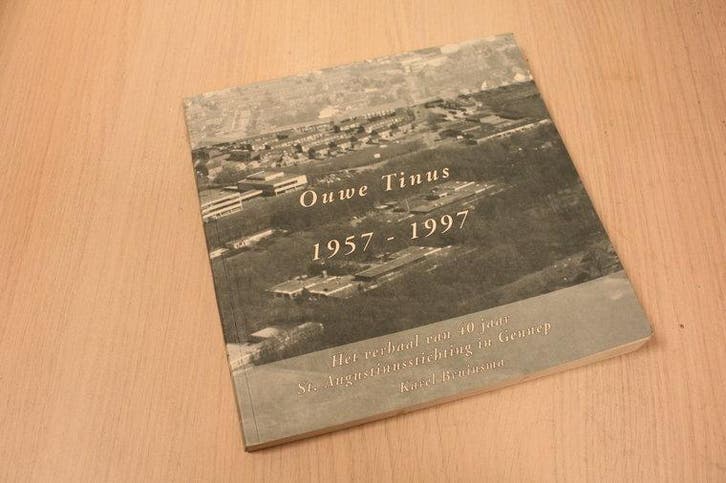 Ouwe Tinus
1957 - 1997
Het verhaal van 40 jaar
St.-Augustinusstichting in Gennep
Karel Bruinsma